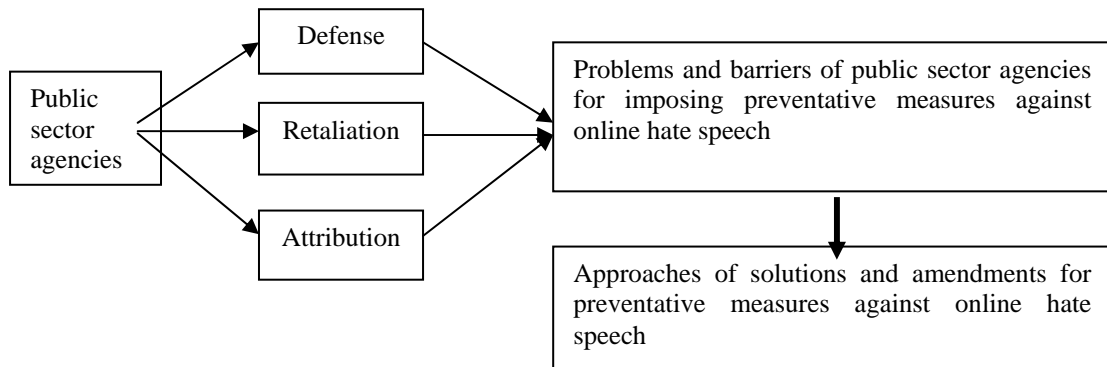 Public
sector
agencies
Defense
Retaliation
Attribution
Problems and barriers of public sector agencies
for imposing preventative measures against
online hate speech
Approaches of solutions and amendments for
preventative measures against online hate
speech